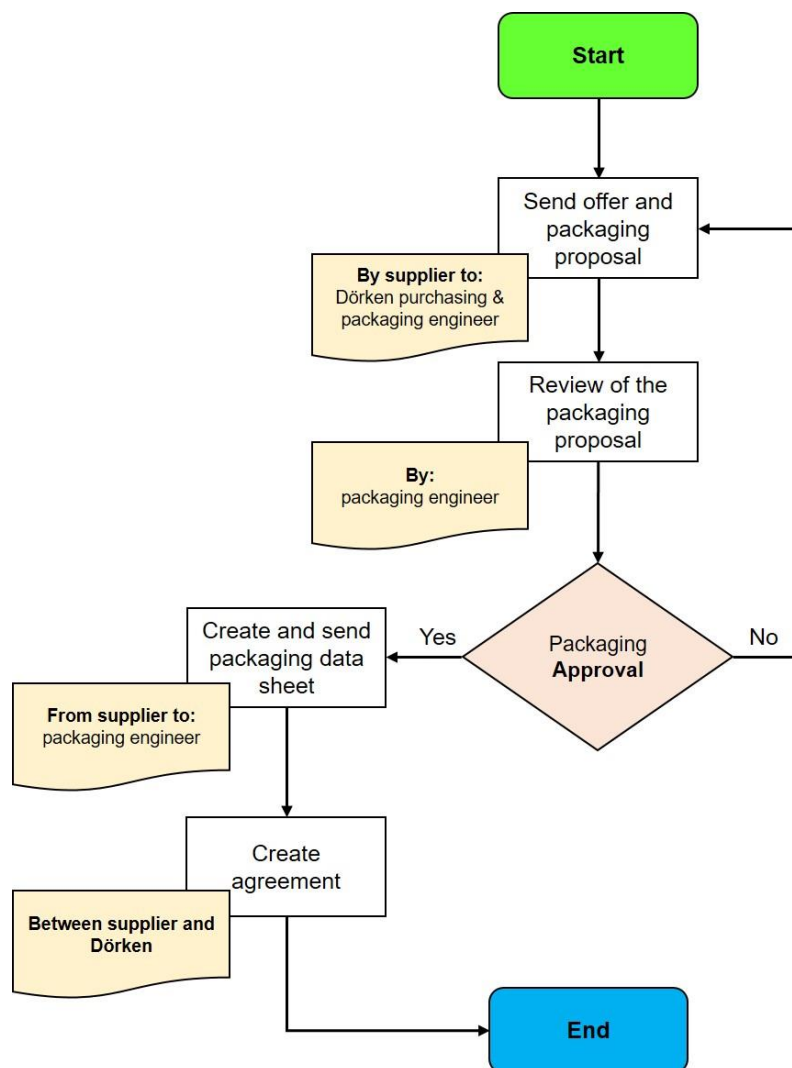 Start
Send offer and
packaging
proposal
By supplier to:
Dörken purchasing &
packaging engineer
Review of the
packaging
proposal
By:
packaging engineer
Packaging
Approval
Yes
No
Create and send
packaging data
sheet
From supplier to:
packaging engineer
Create
agreement
Between supplier and
Dörken
End